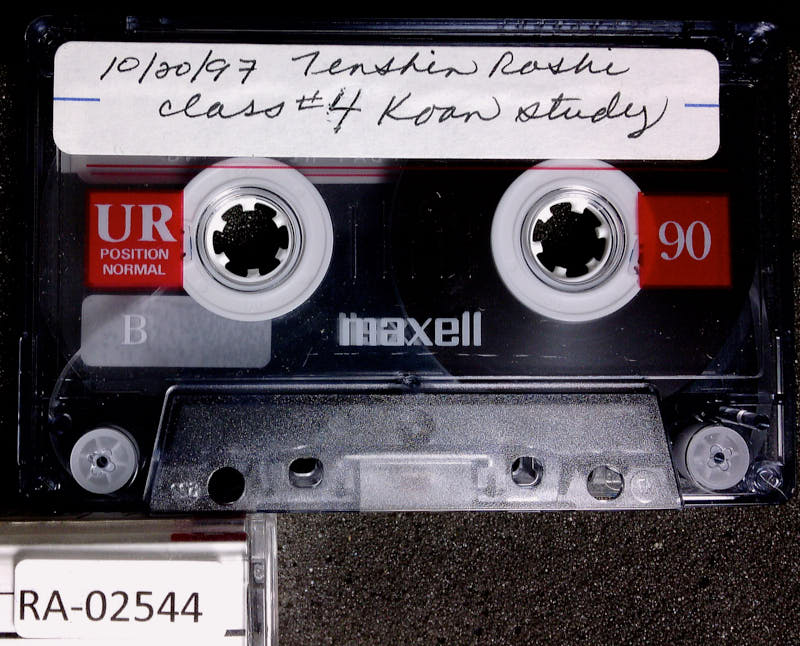 10/20/97 Tenshin Roshi
class #4 Koan study
UR
POSITION
NORMAL
90
B
maxell
RA-02544